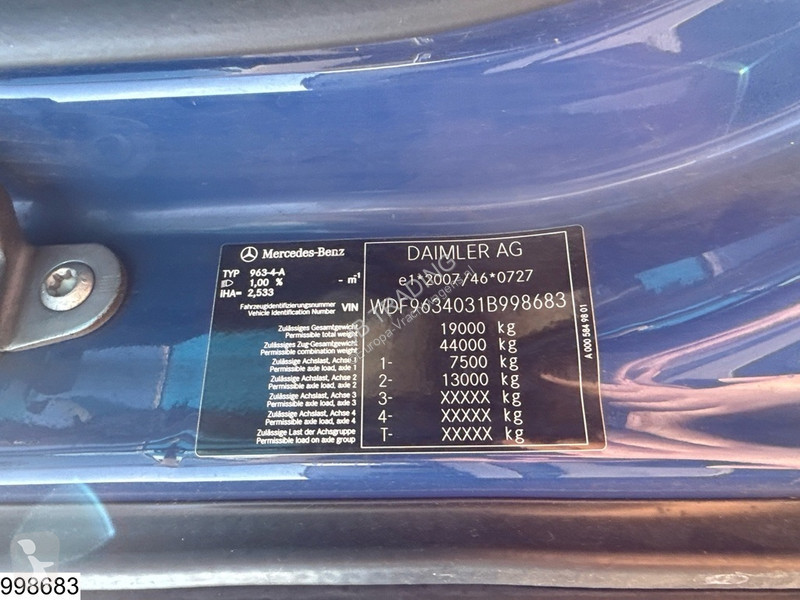 Mercedes-Benz
DAIMLER AG
TYP 963-4-A
1,00 % - m⁻¹
IHA= 2,533
e1*2007/46*0727
Fahrzeugidentifizierungsnummer
Vehicle Identification Number VIN
WDF9634031B998683
Zulässiges Gesamtgewicht
Permissible total weight
19000 kg
Zulässiges Zug-Gesamtgewicht
Permissible combination weight
44000 kg
Zulässige Achslast, Achse 1
Permissible axle load, axle 1
1- 7500 kg
Zulässige Achslast, Achse 2
Permissible axle load, axle 2
2- 13000 kg
Zulässige Achslast, Achse 3
Permissible axle load, axle 3
3- XXXXX kg
Zulässige Achslast, Achse 4
Permissible axle load, axle 4
4- XXXXX kg
Zulässige Last der Achsgruppe
Permissible load on axle group
T- XXXXX kg
A 000 584 98 01
TRADING
998683